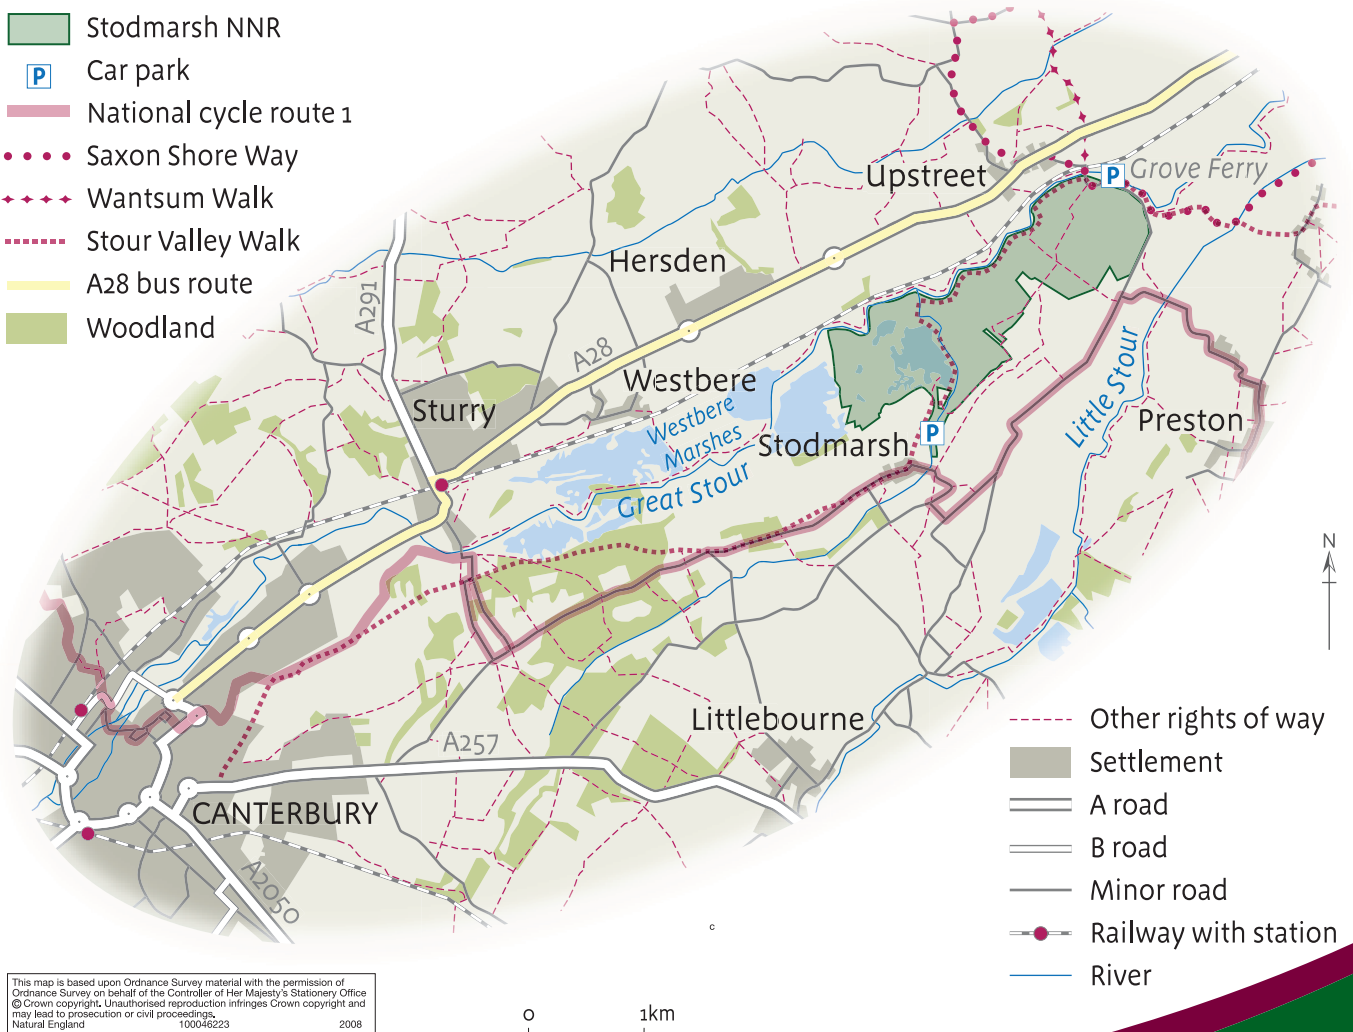 Stodmarsh NNR
P
Car park
National cycle route 1
Saxon Shore Way
Wantsum Walk
Stour Valley Walk
A28 bus route
Woodland
Upstreet
P
Grove Ferry
Hersden
A291
A28
Westbere
Sturry
Westbere
Marshes
Stodmarsh
P
Great Stour
Little Stour
Preston
N
Littlebourne
A257
CANTERBURY
A2050
Other rights of way
Settlement
A road
B road
Minor road
Railway with station
River
c
This map is based upon Ordnance Survey material with the permission of
Ordnance Survey on behalf of the Controller of Her Majesty's Stationery Office
© Crown copyright. Unauthorised reproduction infringes Crown copyright and
may lead to prosecution or civil proceedings.
Natural England 100046223 2008
0 1km